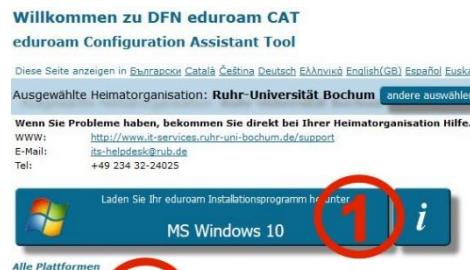 Willkommen zu DFN eduroam CAT
eduroam Configuration Assistant Tool
Diese Seite anzeigen in Български Català Čeština Deutsch Ελληνικά English(GB) Español Euska
Ausgewählte Heimatorganisation: Ruhr-Universität Bochum andere auswähle
Wenn Sie Probleme haben, bekommen Sie direkt bei Ihrer Heimatorganisation Hilfe.
WWW: http://www.it-services.ruhr-uni-bochum.de/support
E-Mail: its-helpdesk@rub.de
Tel: +49 234 32-24025
Laden Sie Ihr eduroam Installationsprogramm herunter
MS Windows 10
1
i
Alle Plattformen